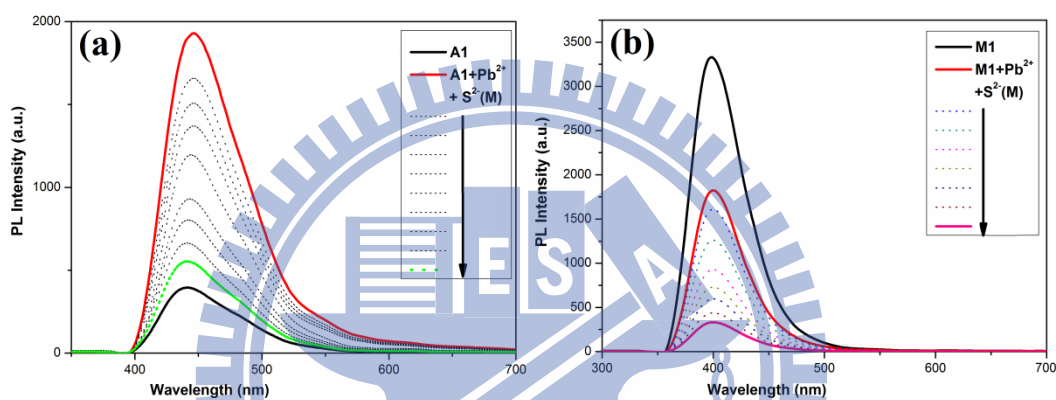 (a)
2000
1000
0
PL Intensity (a.u.)
400
500
600
700
Wavelength (nm)
A1
A1+Pb²⁺
+ S²⁻(M)
(b)
3500
3000
2500
2000
1500
1000
500
0
PL Intensity (a.u.)
300
400
500
600
700
Wavelength (nm)
M1
M1+Pb²⁺
+S²⁻(M)
ESA